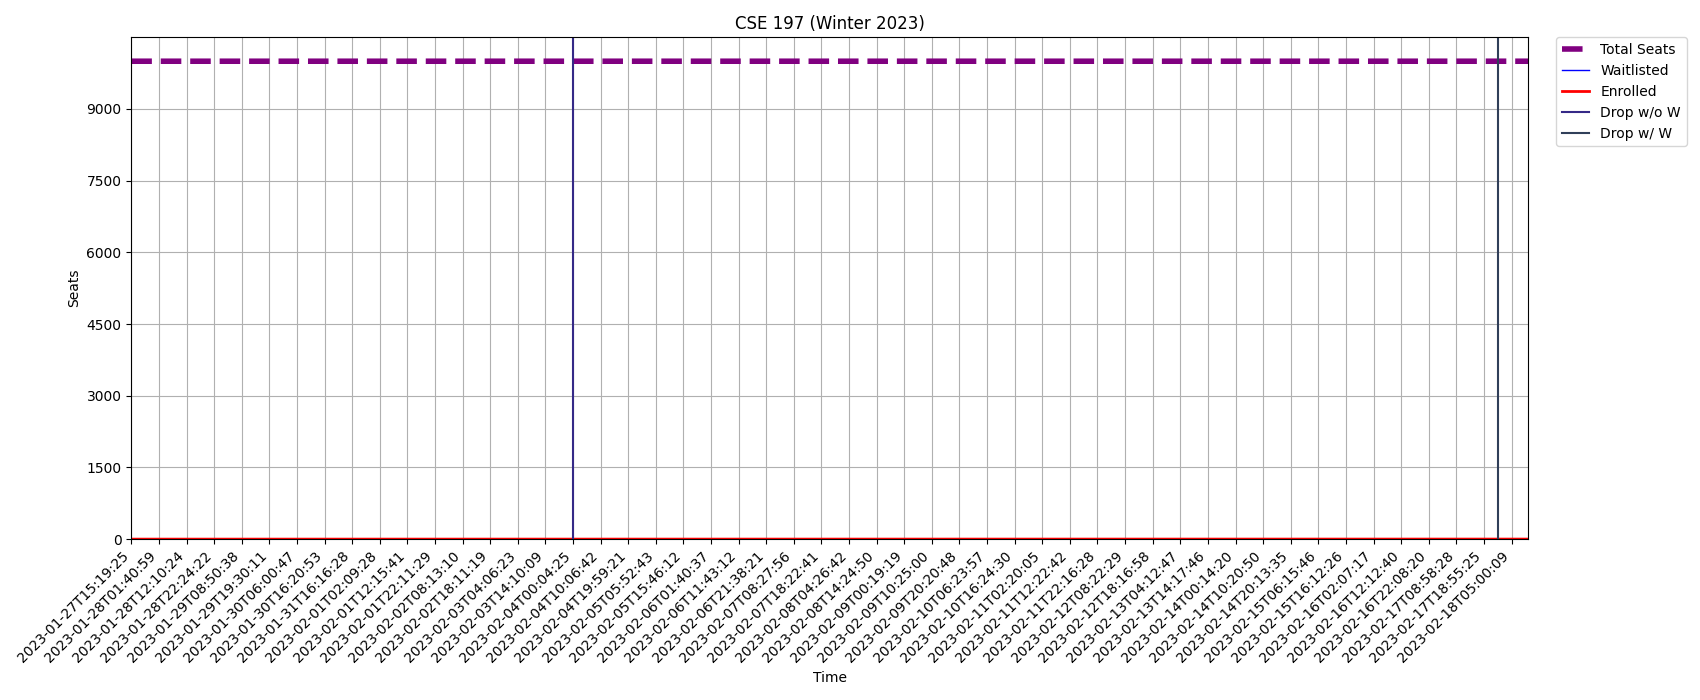 CSE 197 (Winter 2023)
Total Seats
Waitlisted
Enrolled
Drop w/o W
Drop w/ W
Seats
9000
7500
6000
4500
3000
1500
0
2023-01-27T15:19:25
2023-01-28T01:40:59
2023-01-28T12:10:24
2023-01-28T22:24:22
2023-01-29T08:50:38
2023-01-29T19:30:11
2023-01-30T06:00:47
2023-01-30T16:20:53
2023-01-31T16:16:28
2023-02-01T02:09:28
2023-02-01T12:15:41
2023-02-01T22:11:29
2023-02-02T08:13:10
2023-02-02T18:11:19
2023-02-03T04:06:23
2023-02-03T14:10:09
2023-02-04T00:04:25
2023-02-04T10:06:42
2023-02-04T19:59:21
2023-02-05T05:52:43
2023-02-05T15:46:12
2023-02-06T01:40:37
2023-02-06T11:43:12
2023-02-06T21:38:21
2023-02-07T08:27:56
2023-02-07T18:22:41
2023-02-08T04:26:42
2023-02-08T14:24:50
2023-02-09T00:19:19
2023-02-09T10:25:00
2023-02-09T20:20:48
2023-02-10T06:23:57
2023-02-10T16:24:30
2023-02-11T02:20:05
2023-02-11T12:22:42
2023-02-11T22:16:28
2023-02-12T08:22:29
2023-02-12T18:16:58
2023-02-13T04:12:47
2023-02-13T14:17:46
2023-02-14T00:14:20
2023-02-14T10:20:50
2023-02-14T20:13:35
2023-02-15T06:15:46
2023-02-15T16:12:26
2023-02-16T02:07:17
2023-02-16T12:12:40
2023-02-16T22:08:20
2023-02-17T08:58:28
2023-02-17T18:55:25
2023-02-18T05:00:09
Time